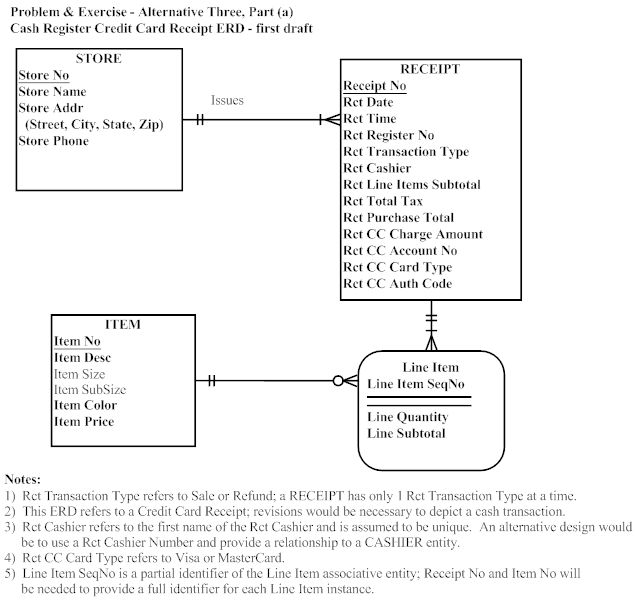 Problem & Exercise - Alternative Three, Part (a)
Cash Register Credit Card Receipt ERD - first draft
STORE
Store No
Store Name
Store Addr
(Street, City, State, Zip)
Store Phone
Issues
RECEIPT
Receipt No
Rct Date
Rct Time
Rct Register No
Rct Transaction Type
Rct Cashier
Rct Line Items Subtotal
Rct Total Tax
Rct Purchase Total
Rct CC Charge Amount
Rct CC Account No
Rct CC Card Type
Rct CC Auth Code
ITEM
Item No
Item Desc
Item Size
Item SubSize
Item Color
Item Price
Line Item
Line Item SeqNo
Line Quantity
Line Subtotal
Notes:
1) Rct Transaction Type refers to Sale or Refund; a RECEIPT has only 1 Rct Transaction Type at a time.
2) This ERD refers to a Credit Card Receipt; revisions would be necessary to depict a cash transaction.
3) Rct Cashier refers to the first name of the Rct Cashier and is assumed to be unique. An alternative design would
be to use a Rct Cashier Number and provide a relationship to a CASHIER entity.
4) Rct CC Card Type refers to Visa or MasterCard.
5) Line Item SeqNo is a partial identifier of the Line Item associative entity; Receipt No and Item No will
be needed to provide a full identifier for each Line Item instance.